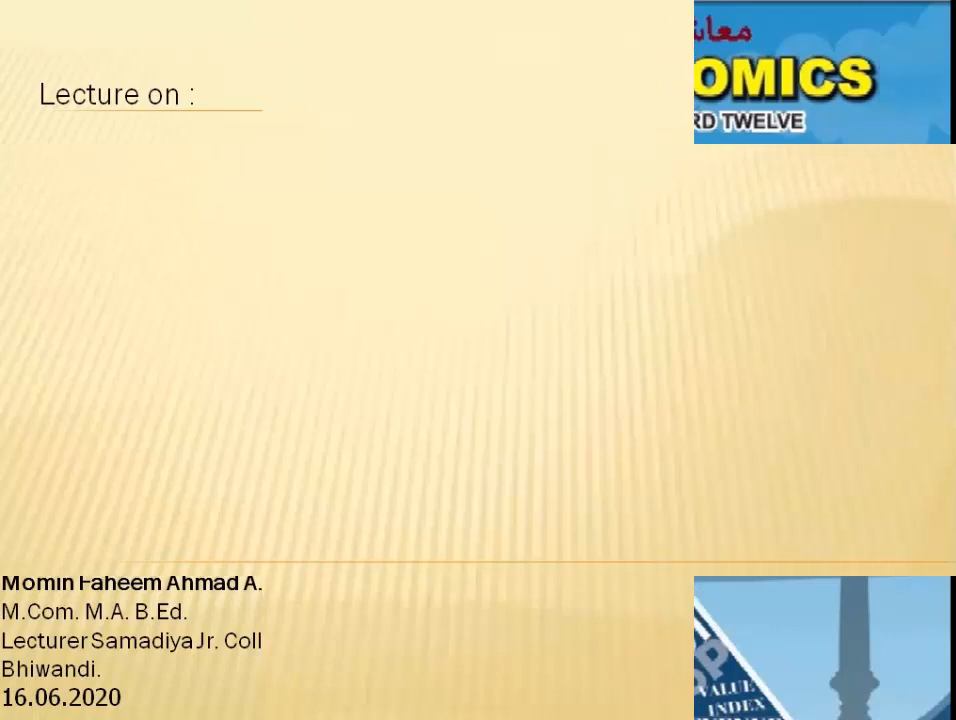 Lecture on :
OMICS
RD TWELVE
Momin Faheem Ahmad A.
M.Com. M.A. B.Ed.
Lecturer Samadiya Jr. Coll
Bhiwandi.
16.06.2020
VALUE
INDEX